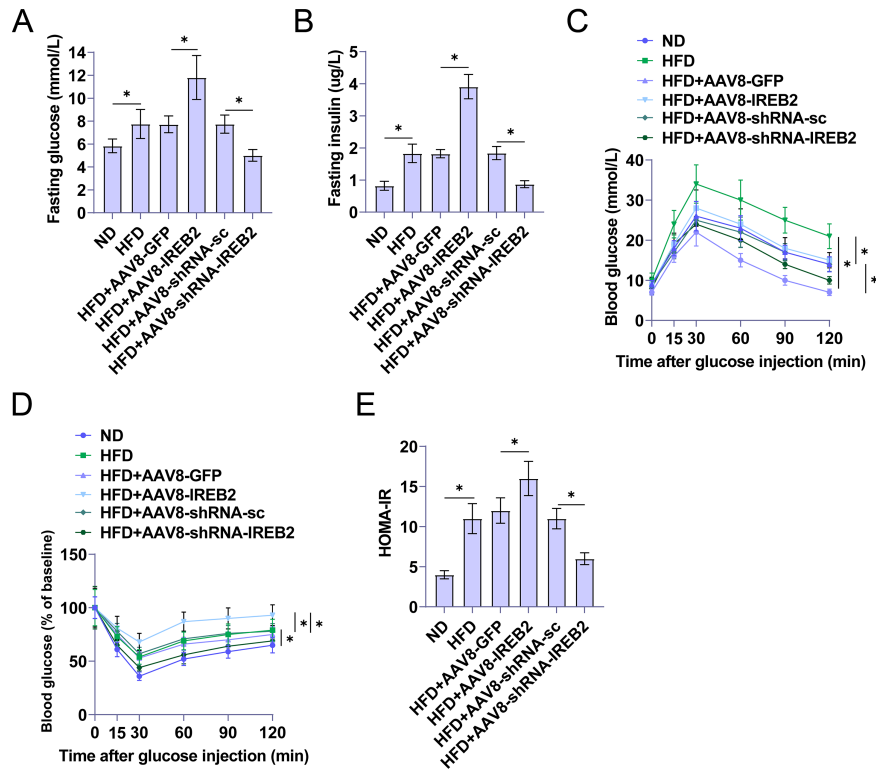 A
Fasting glucose (mmol/L)
14
12
10
8
6
4
2
0
*
*
*
ND
HFD
HFD+AAV8-GFP
HFD+AAV8-IREB2
HFD+AAV8-shRNA-sc
HFD+AAV8-shRNA-IREB2
B
Fasting insulin (ug/L)
5
4
3
2
1
0
*
*
*
ND
HFD
HFD+AAV8-GFP
HFD+AAV8-IREB2
HFD+AAV8-shRNA-sc
HFD+AAV8-shRNA-IREB2
C
ND
HFD
HFD+AAV8-GFP
HFD+AAV8-IREB2
HFD+AAV8-shRNA-sc
HFD+AAV8-shRNA-IREB2
Blood glucose (mmol/L)
40
30
20
10
0
*
*
*
0 15 30 60 90 120
Time after glucose injection (min)
D
ND
HFD
HFD+AAV8-GFP
HFD+AAV8-IREB2
HFD+AAV8-shRNA-sc
HFD+AAV8-shRNA-IREB2
Blood glucose (% of baseline)
150
100
50
0
* *
*
0 15 30 60 90 120
Time after glucose injection (min)
E
HOMA-IR
20
15
10
5
0
*
*
*
ND
HFD
HFD+AAV8-GFP
HFD+AAV8-IREB2
HFD+AAV8-shRNA-sc
HFD+AAV8-shRNA-IREB2